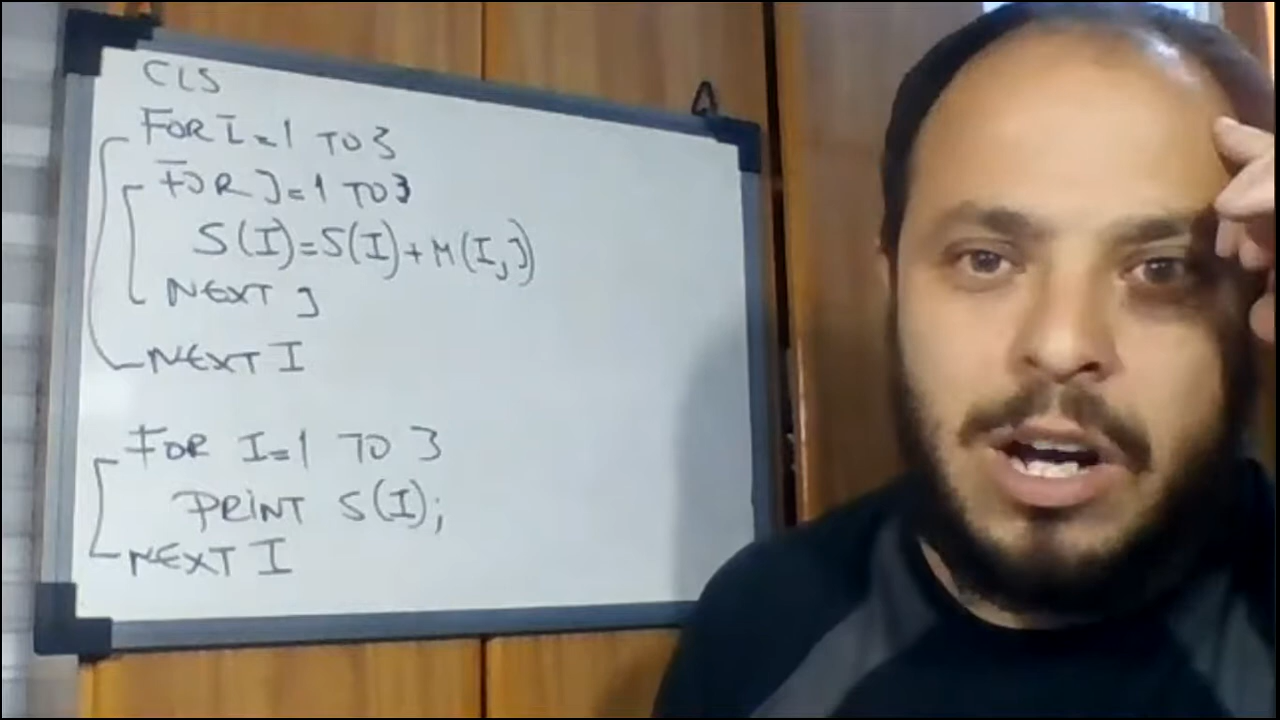 CLS
FOR I=1 TO 3
FOR J=1 TO 3
S(I)=S(I)+M(I,J)
NEXT J
NEXT I
FOR I=1 TO 3
PRINT S(I);
NEXT I